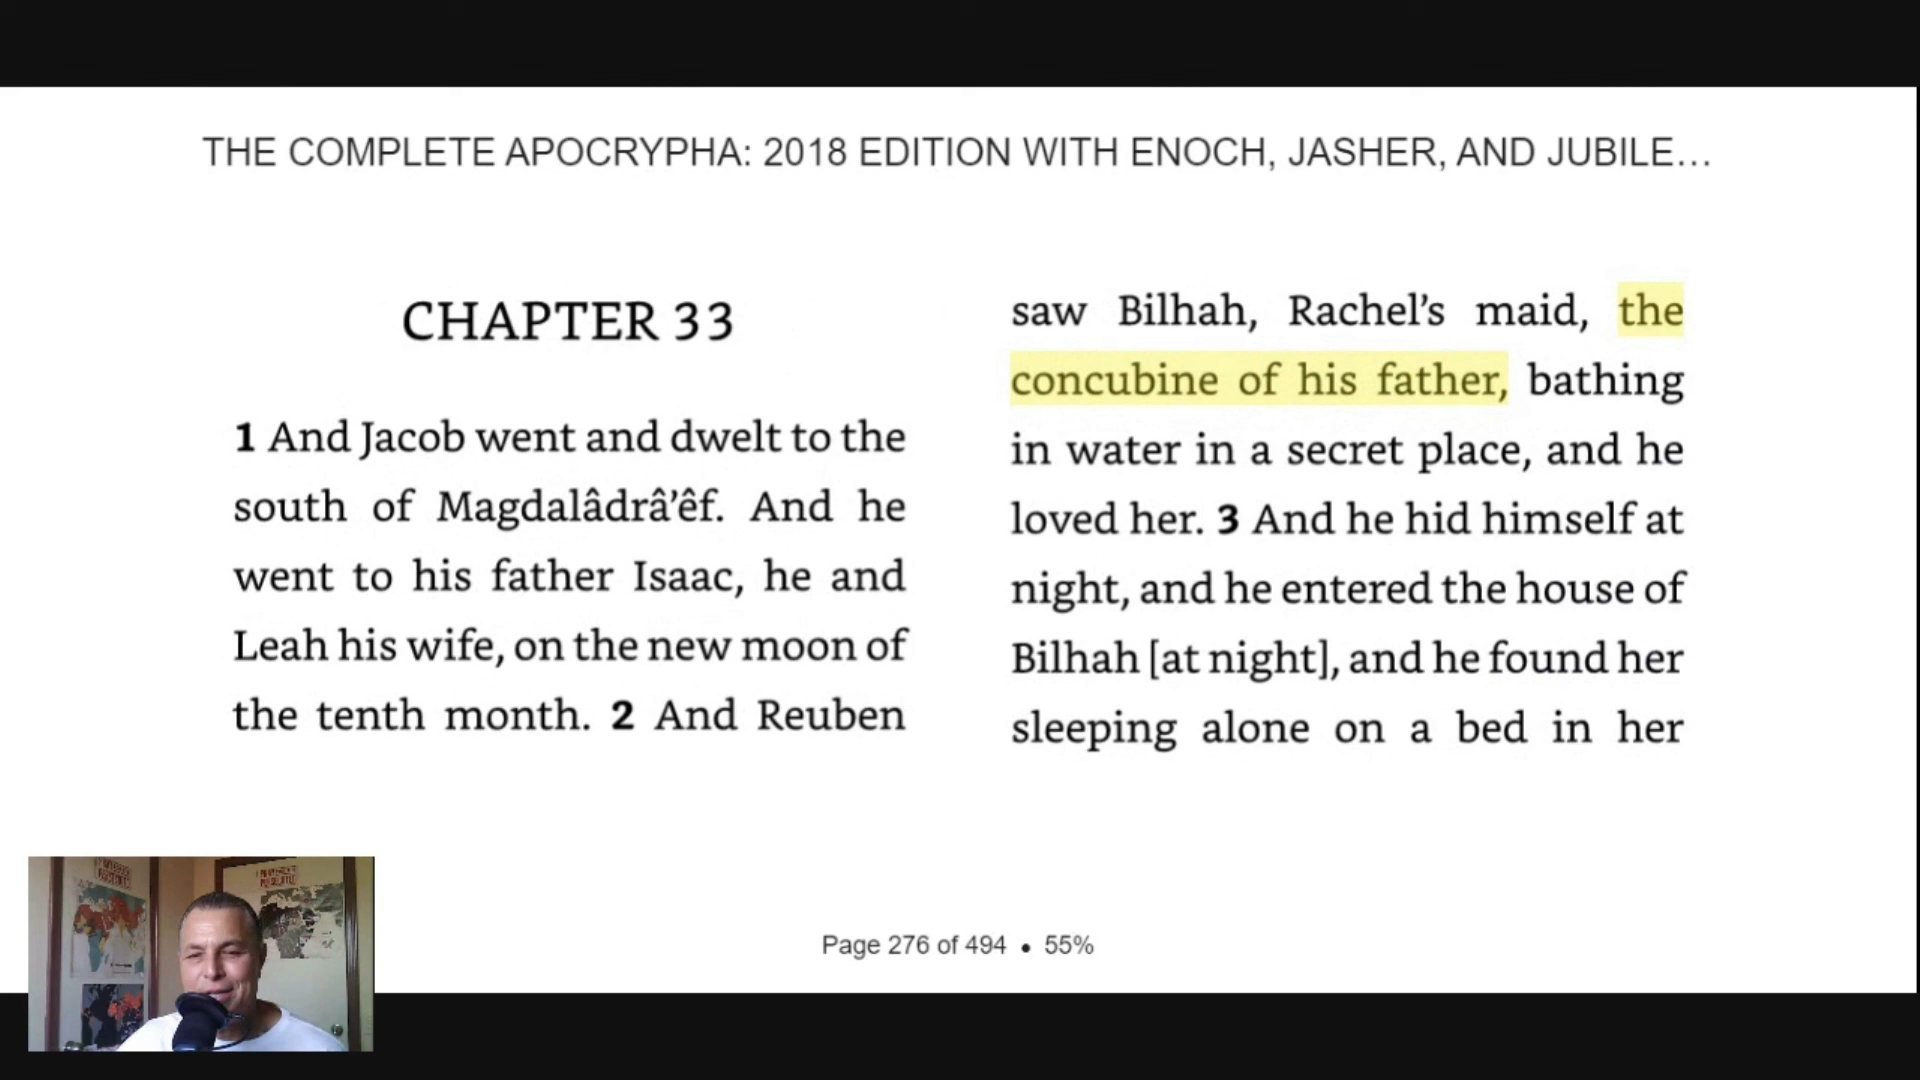 THE COMPLETE APOCRYPHA: 2018 EDITION WITH ENOCH, JASHER, AND JUBILE…
CHAPTER 33
1 And Jacob went and dwelt to the
south of Magdalâdrâ’êf. And he
went to his father Isaac, he and
Leah his wife, on the new moon of
the tenth month. 2 And Reuben
saw Bilhah, Rachel’s maid, the
concubine of his father, bathing
in water in a secret place, and he
loved her. 3 And he hid himself at
night, and he entered the house of
Bilhah [at night], and he found her
sleeping alone on a bed in her
Page 276 of 494 • 55%